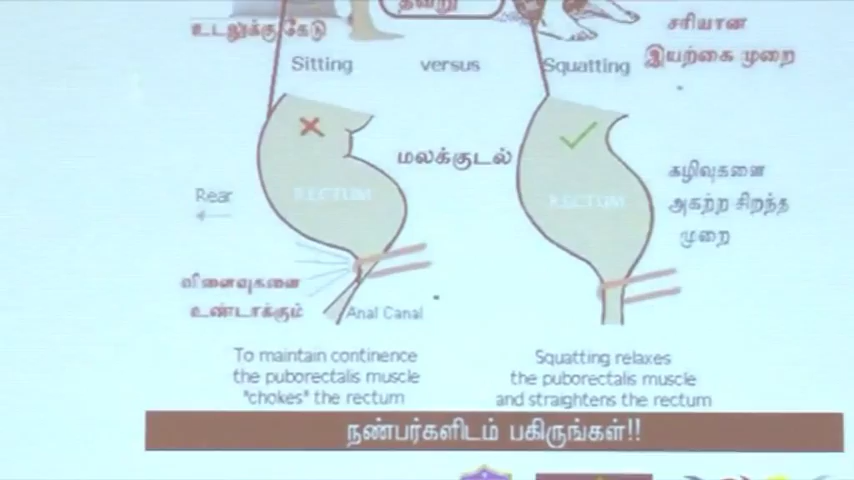 தவறு
உடலுக்கு கேடு
சரியான
இயற்கை முறை
Sitting versus Squatting
மலக்குடல்
RECTUM
RECTUM
Rear
கழிவுகளை
அகற்ற சிறந்த
முறை
விளைவுகளை
உண்டாக்கும்
Anal Canal
To maintain continence
the puborectalis muscle
"chokes" the rectum
Squatting relaxes
the puborectalis muscle
and straightens the rectum
நண்பர்களிடம் பகிருங்கள்!!